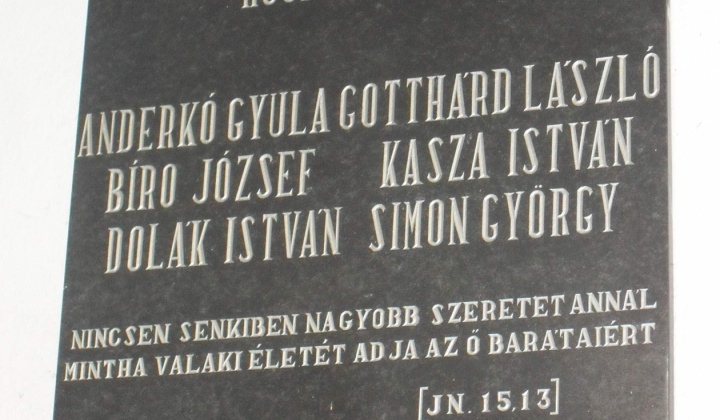 ANDERKÓ GYULA GOTTHÁRD LÁSZLÓ
BÍRO JÓZSEF KASZA ISTVÁN
DOLÁK ISTVÁN SIMON GYÖRGY
NINCSEN SENKIBEN NAGYOBB SZERETET ANNÁL
MINTHA VALAKI ÉLETÉT ADJA AZ Ő BARÁTAIÉRT
[JN. 15.13]